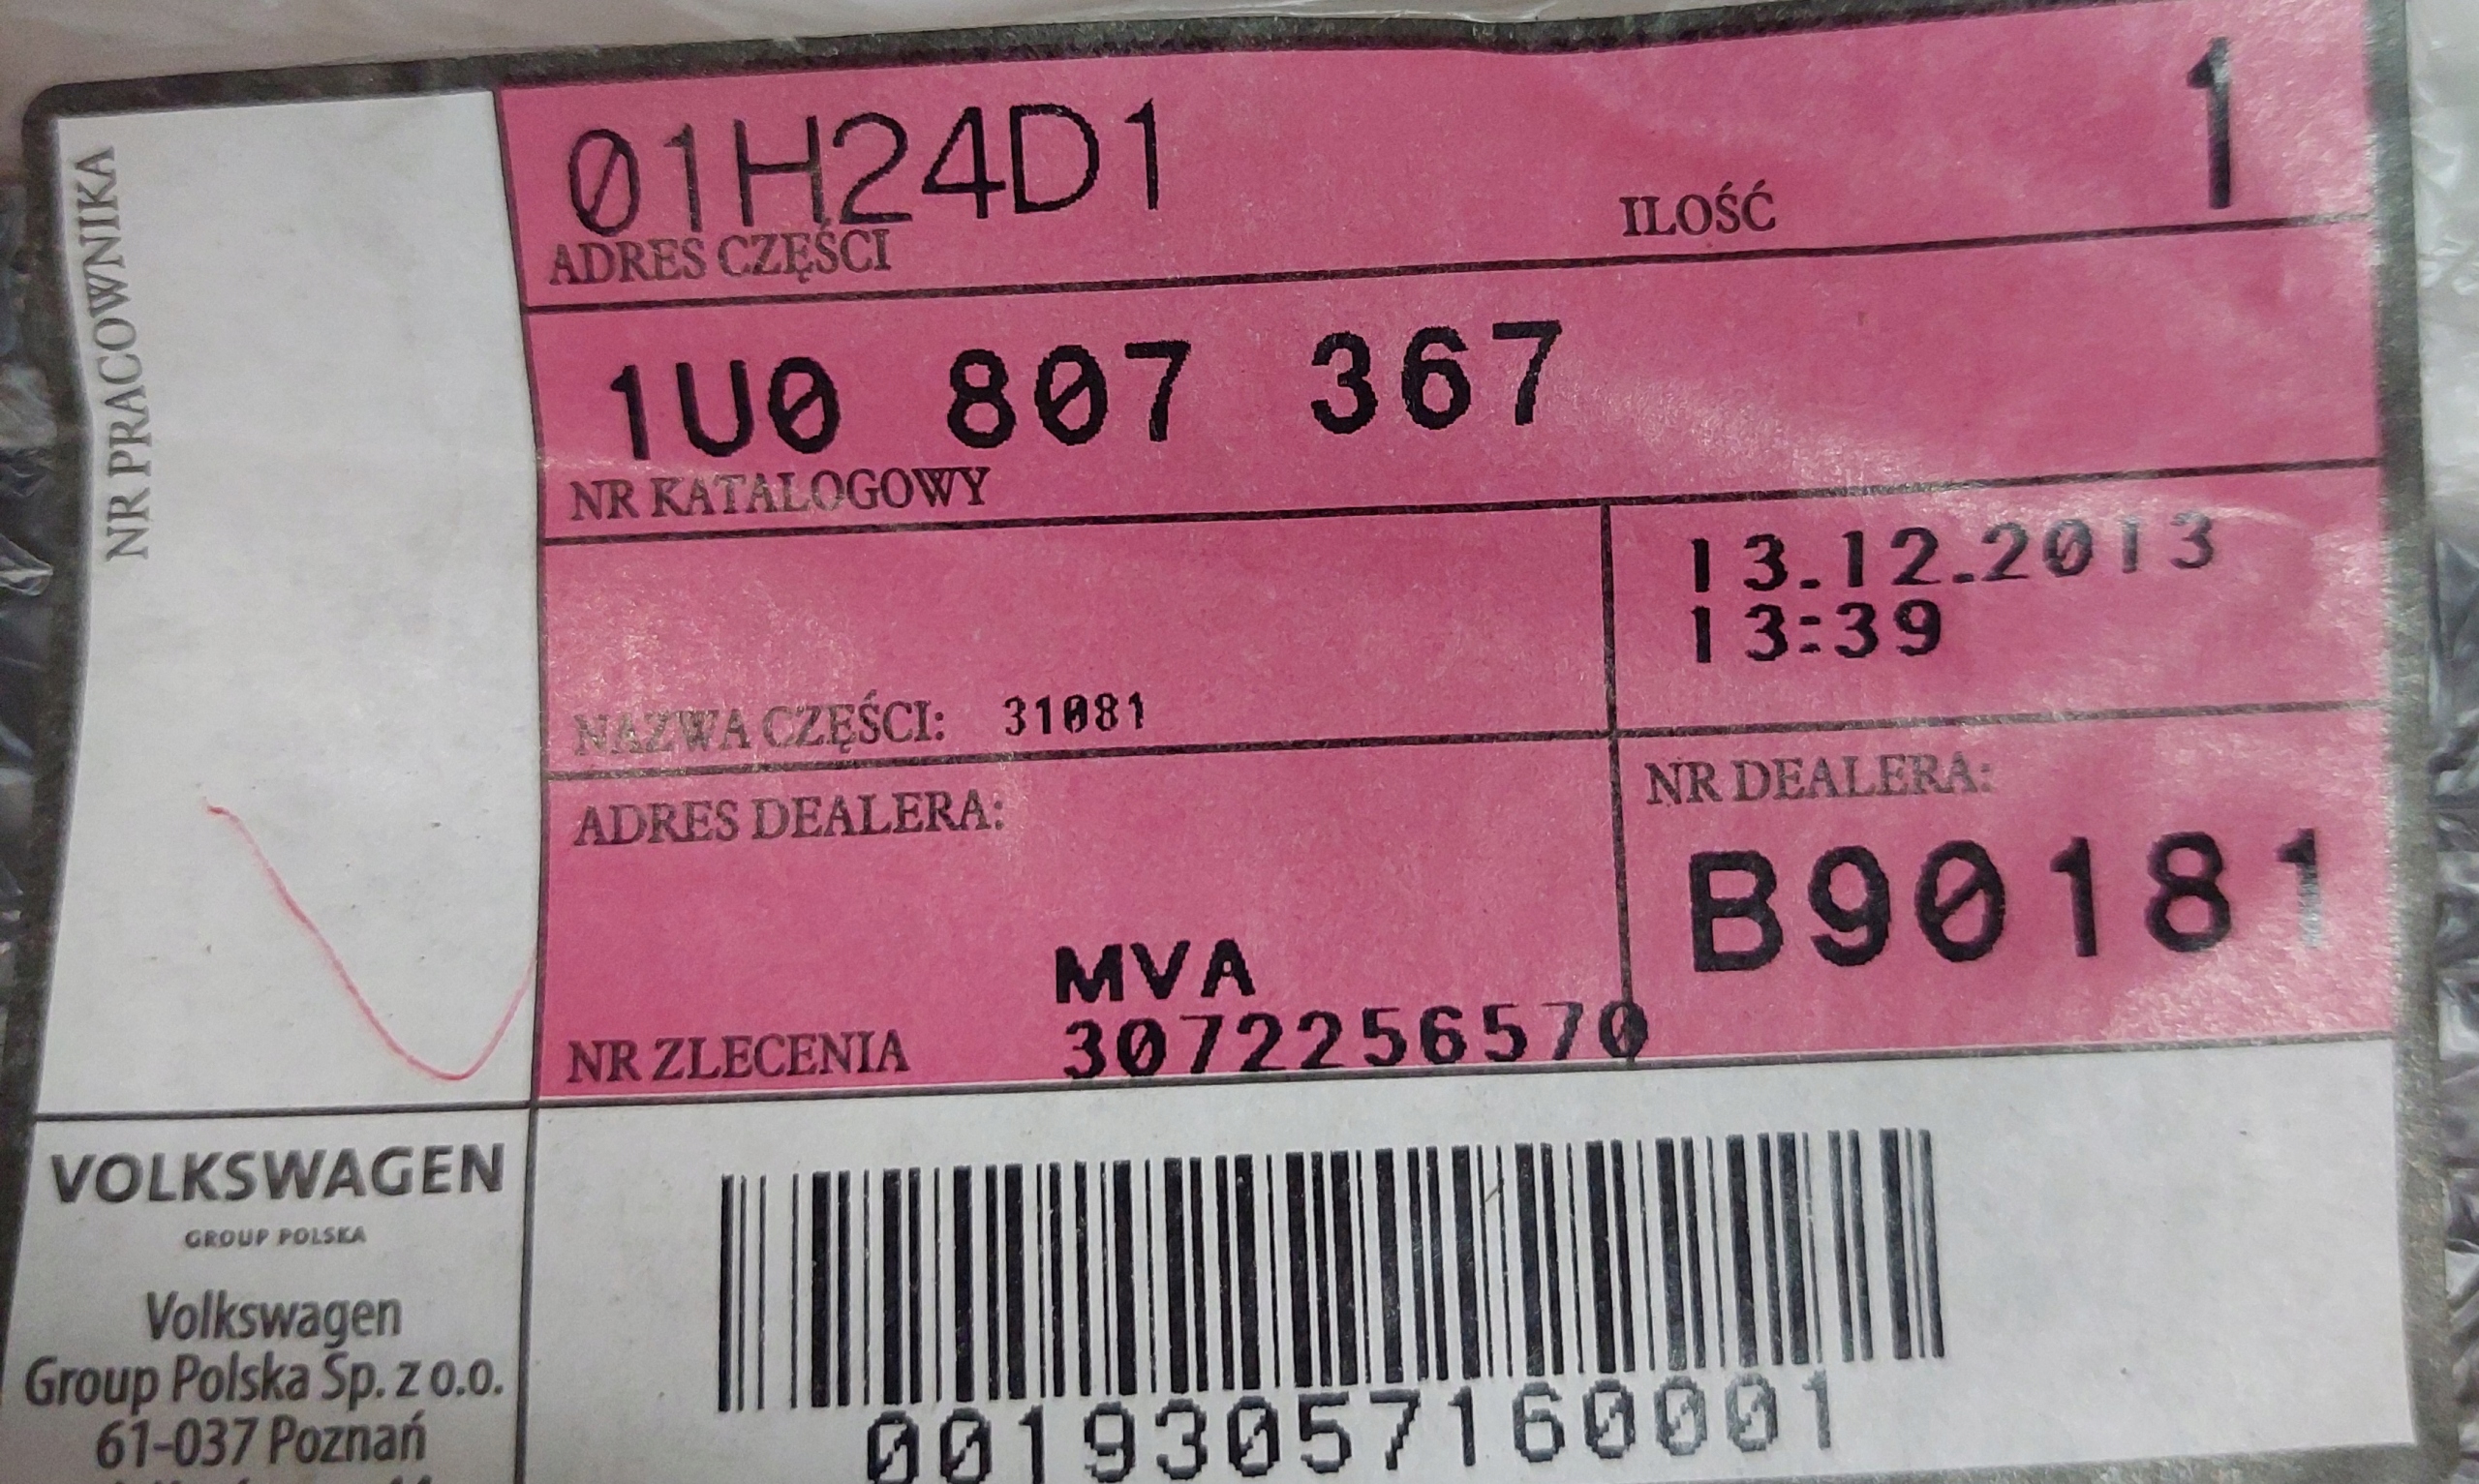 NR PRACOWNIKA
01H24D1
ADRES CZĘŚCI
ILOŚĆ 1
1U0 807 367
NR KATALOGOWY
13.12.2013
13:39
NAZWA CZĘŚCI: 31081
ADRES DEALERA:
NR DEALERA:
B90181
MVA
NR ZLECENIA 3072256570
VOLKSWAGEN
GROUP POLSKA
Volkswagen
Group Polska Sp. z o.o.
61-037 Poznań
00193057160001